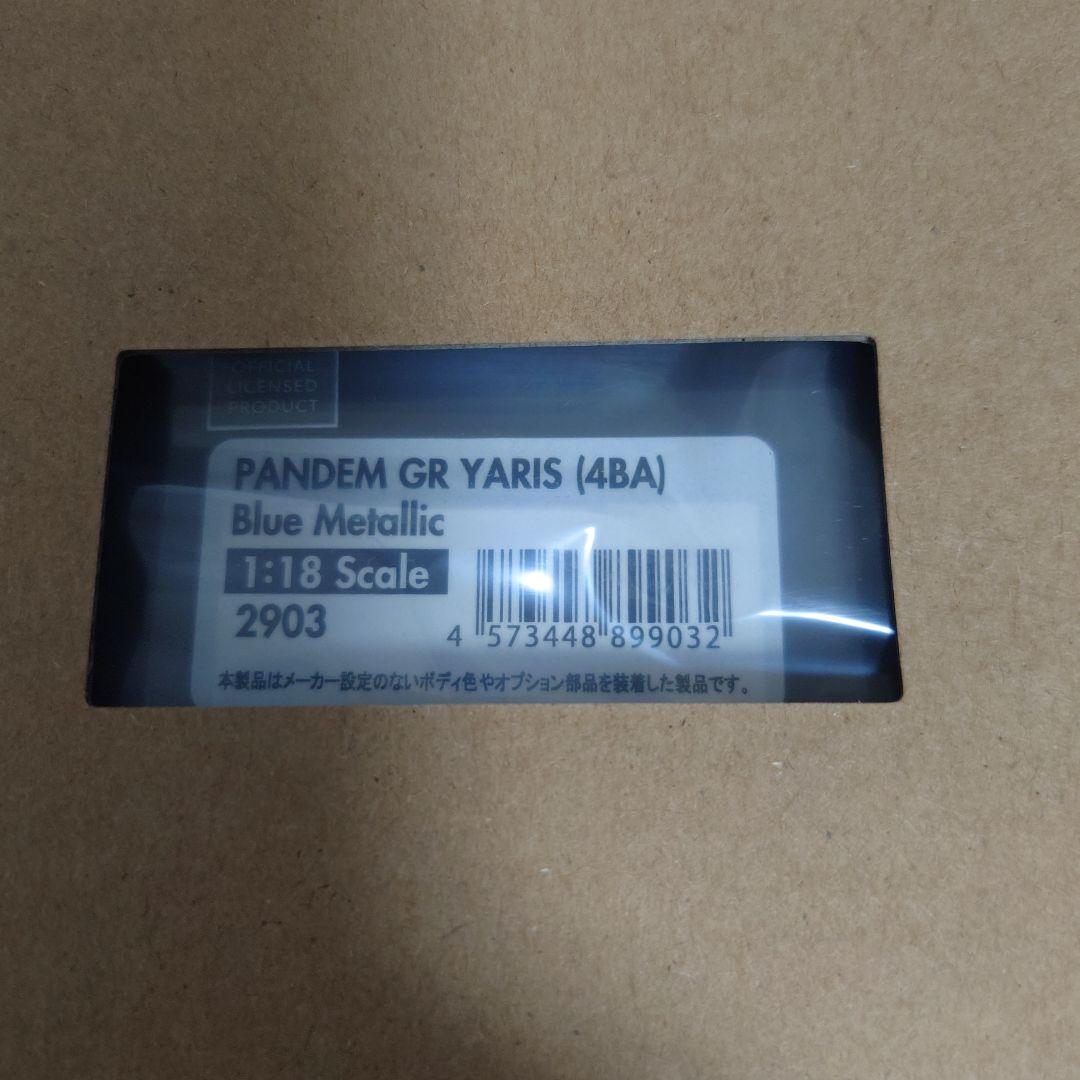 OFFICIAL
LICENSED
PRODUCT
PANDEM GR YARIS (4BA)
Blue Metallic
1:18 Scale
2903
4 573448 899032
本製品はメーカー設定のないボディ色やオプション部品を装着した製品です。